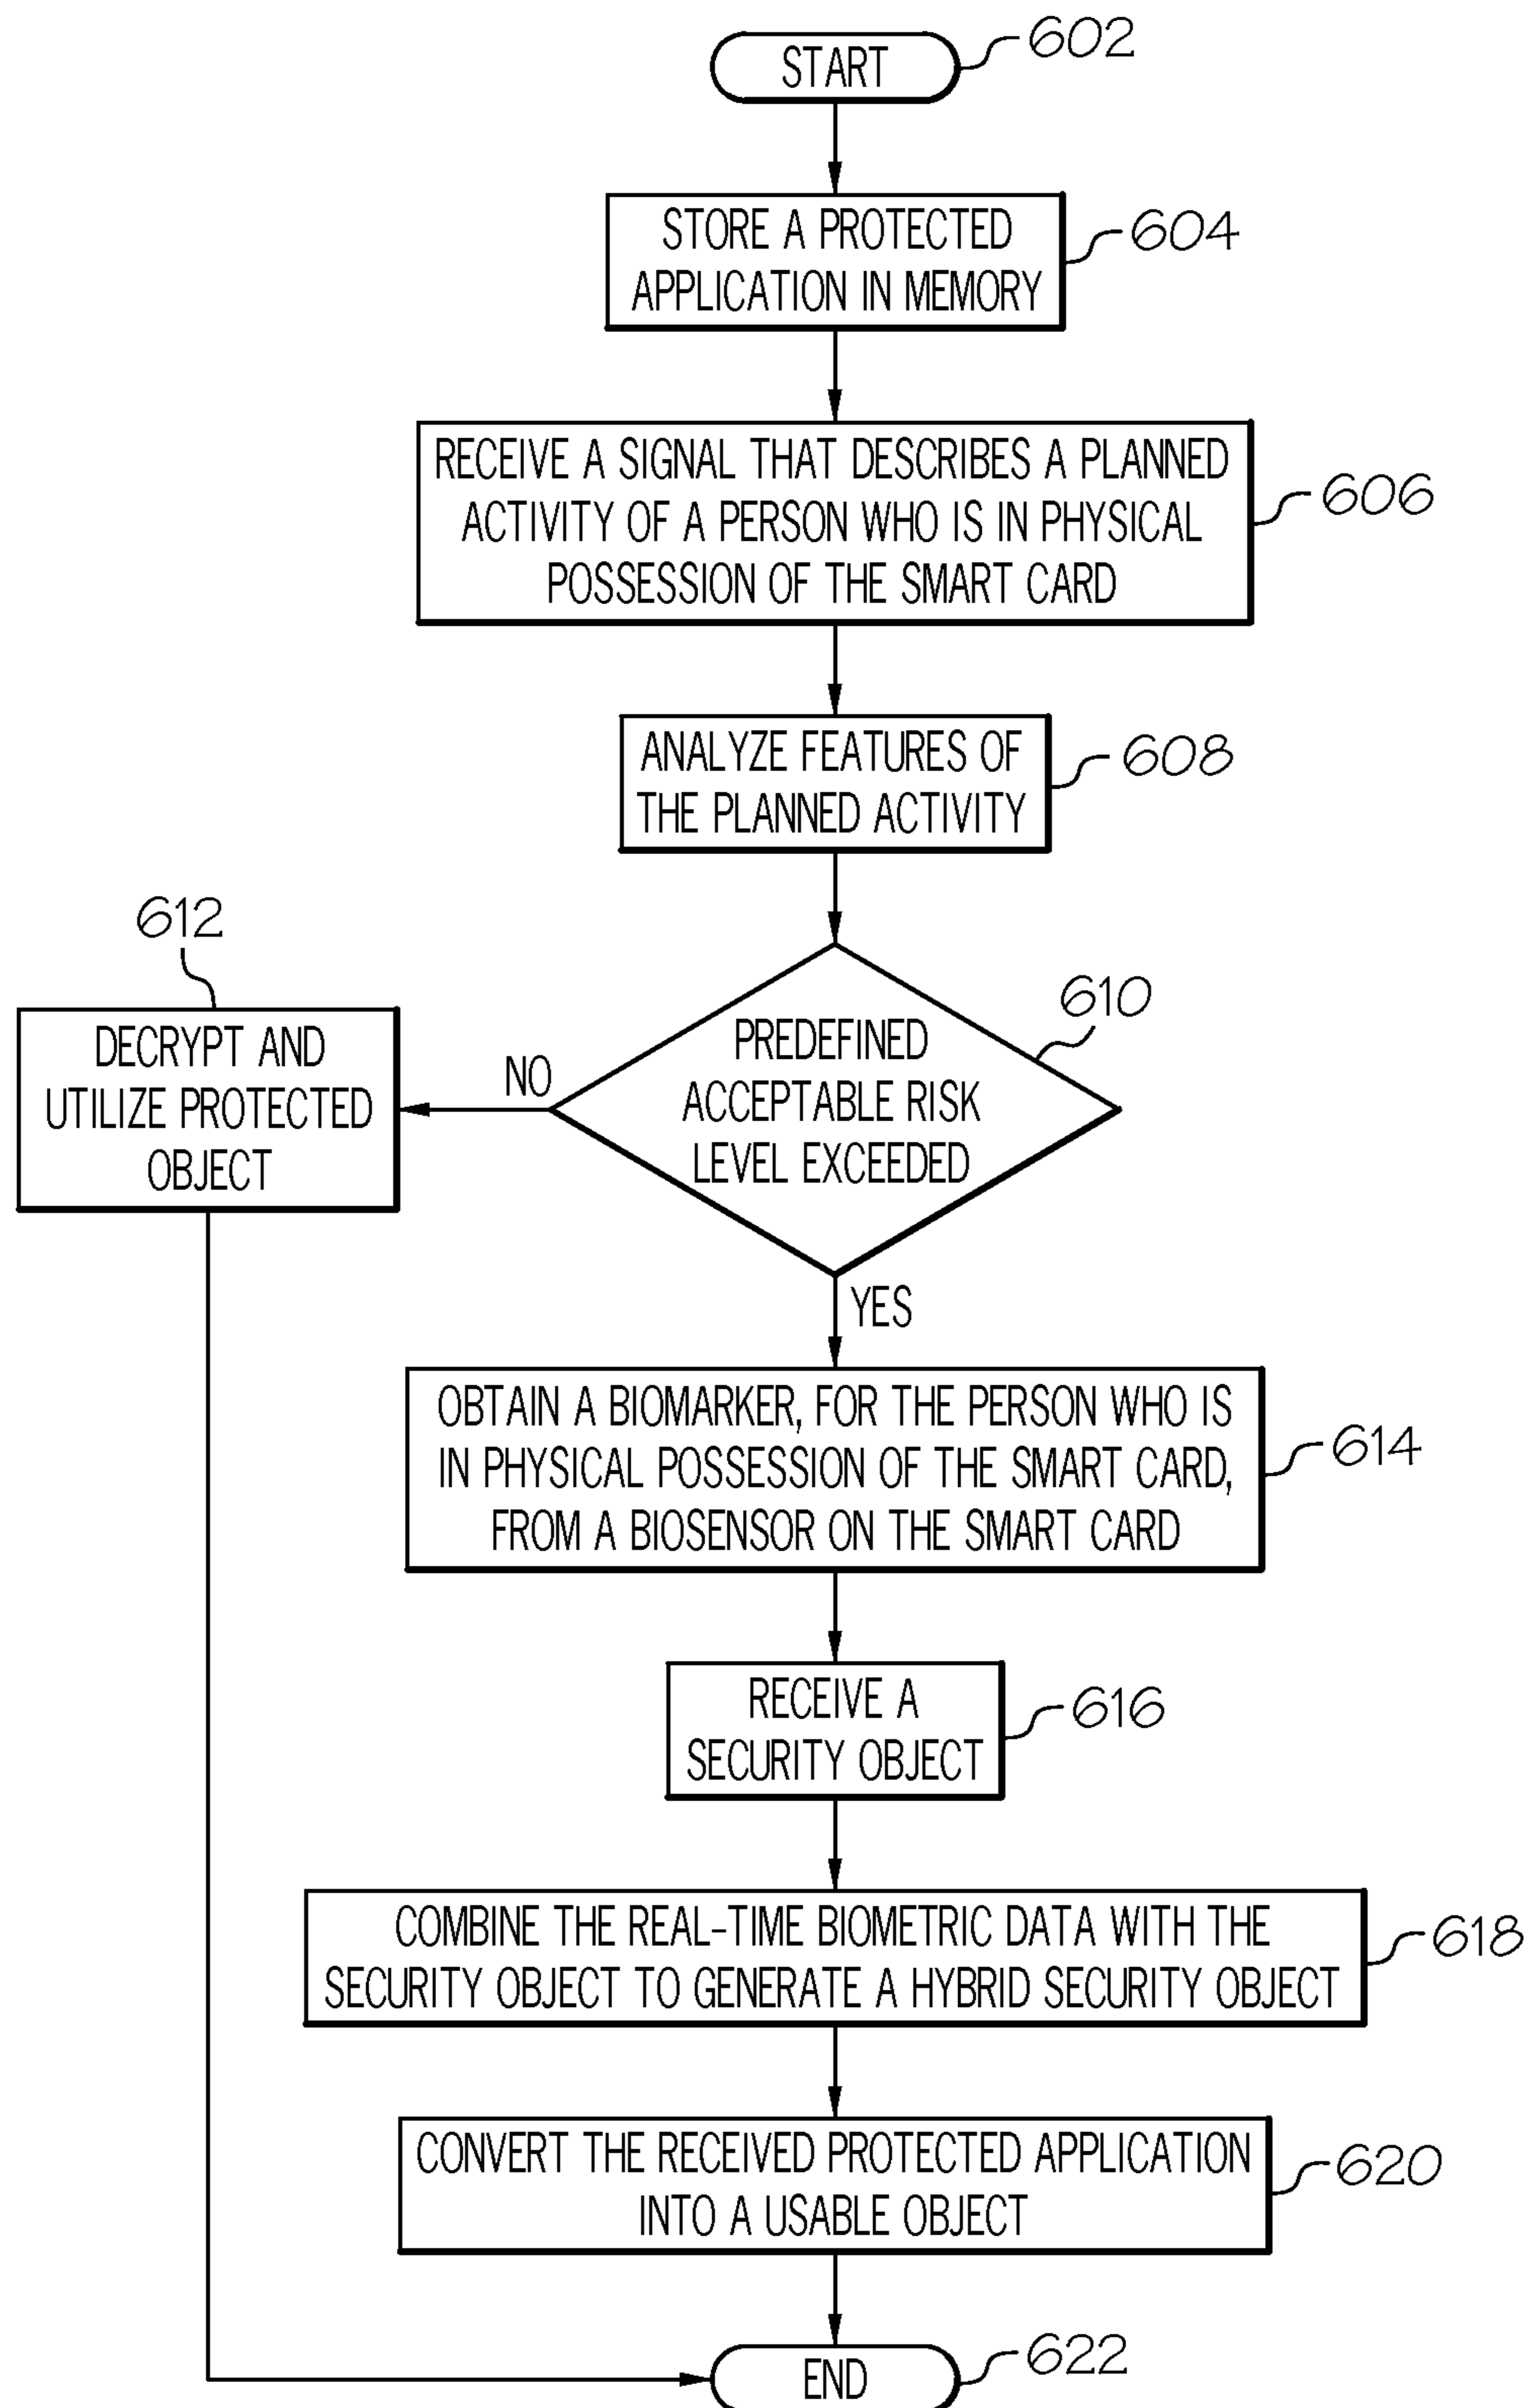 START
602
STORE A PROTECTED
APPLICATION IN MEMORY
604
RECEIVE A SIGNAL THAT DESCRIBES A PLANNED
ACTIVITY OF A PERSON WHO IS IN PHYSICAL
POSSESSION OF THE SMART CARD
606
ANALYZE FEATURES OF
THE PLANNED ACTIVITY
608
PREDEFINED
ACCEPTABLE RISK
LEVEL EXCEEDED
610
NO
612
DECRYPT AND
UTILIZE PROTECTED
OBJECT
YES
OBTAIN A BIOMARKER, FOR THE PERSON WHO IS
IN PHYSICAL POSSESSION OF THE SMART CARD,
FROM A BIOSENSOR ON THE SMART CARD
614
RECEIVE A
SECURITY OBJECT
616
COMBINE THE REAL-TIME BIOMETRIC DATA WITH THE
SECURITY OBJECT TO GENERATE A HYBRID SECURITY OBJECT
618
CONVERT THE RECEIVED PROTECTED APPLICATION
INTO A USABLE OBJECT
620
END
622